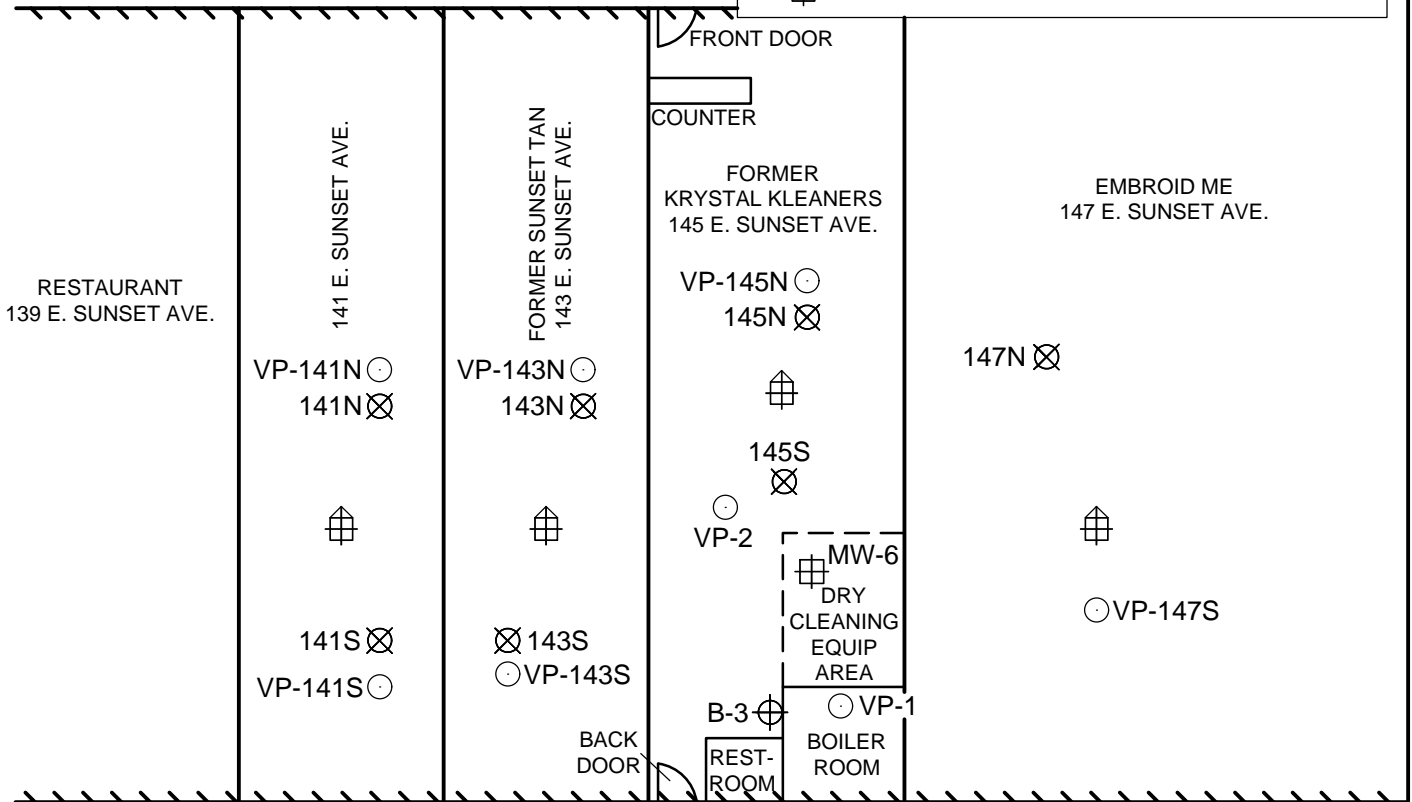 FRONT DOOR
COUNTER
RESTAURANT
139 E. SUNSET AVE.
141 E. SUNSET AVE.
FORMER SUNSET TAN
143 E. SUNSET AVE.
FORMER
KRYSTAL KLEANERS
145 E. SUNSET AVE.
EMBROID ME
147 E. SUNSET AVE.
VP-145N
145N
147N
VP-141N
141N
VP-143N
143N
145S
VP-2
MW-6
DRY
CLEANING
EQUIP
AREA
VP-147S
141S
VP-141S
143S
VP-143S
B-3
VP-1
BOILER
ROOM
BACK
DOOR
REST-
ROOM